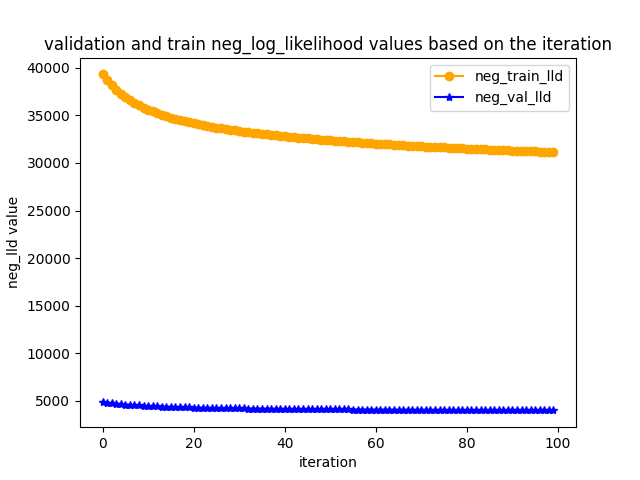 validation and train neg_log_likelihood values based on the iteration
neg_train_lld
neg_val_lld
neg_lld value
40000
35000
30000
25000
20000
15000
10000
5000
0 20 40 60 80 100
iteration